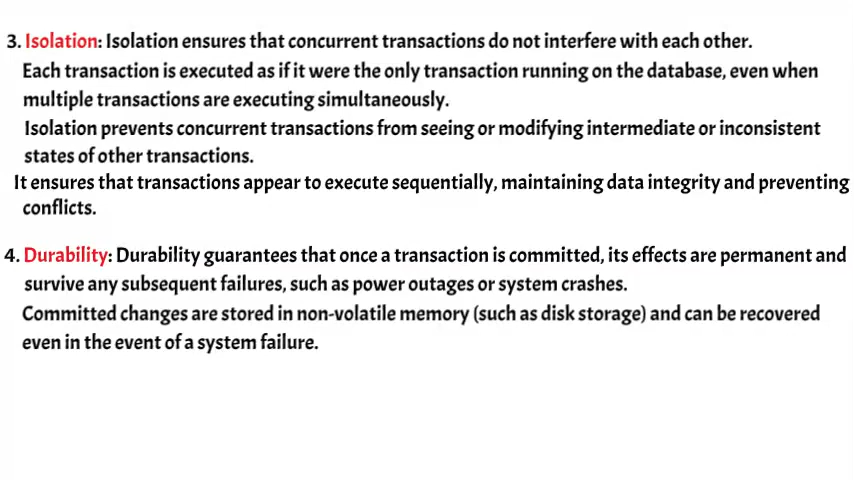 3. Isolation: Isolation ensures that concurrent transactions do not interfere with each other.
Each transaction is executed as if it were the only transaction running on the database, even when
multiple transactions are executing simultaneously.
Isolation prevents concurrent transactions from seeing or modifying intermediate or inconsistent
states of other transactions.
It ensures that transactions appear to execute sequentially, maintaining data integrity and preventing
conflicts.
4. Durability: Durability guarantees that once a transaction is committed, its effects are permanent and
survive any subsequent failures, such as power outages or system crashes.
Committed changes are stored in non-volatile memory (such as disk storage) and can be recovered
even in the event of a system failure.